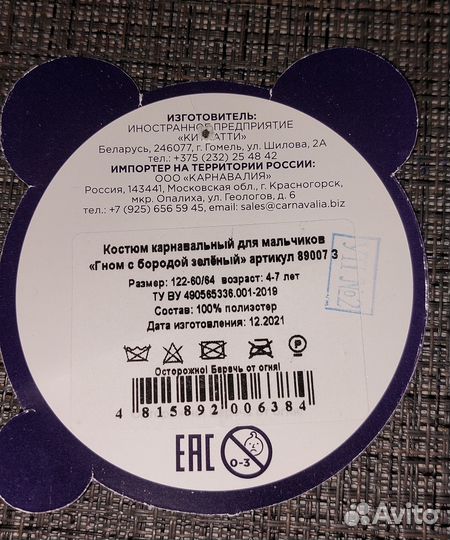 ИЗГОТОВИТЕЛЬ:
ИНОСТРАННОЕ ПРЕДПРИЯТИЕ
Беларусь, 246077, г. Гомель, ул. Шилова, 2А
тел.: +375 (232) 25 48 42
ИМПОРТЕР НА ТЕРРИТОРИИ РОССИИ:
ООО «КАРНАВАЛИЯ»
Россия, 143441, Московская обл., г. Красногорск,
мкр. Опалиха, ул. Геологов, д. 6
тел.: +7 (925) 656 59 45, email: sales@carnavalia.biz
Костюм карнавальный для мальчиков
«Гном с бородой зелёный» артикул 89007 3
Размер: 122-60/64 возраст: 4-7 лет
ТУ BY 490565336.001-2019
Состав: 100% полиэстер
Дата изготовления: 12.2021
P
Осторожно! Беречь от огня!
4 815892 006384
EAC
0-3
Avito